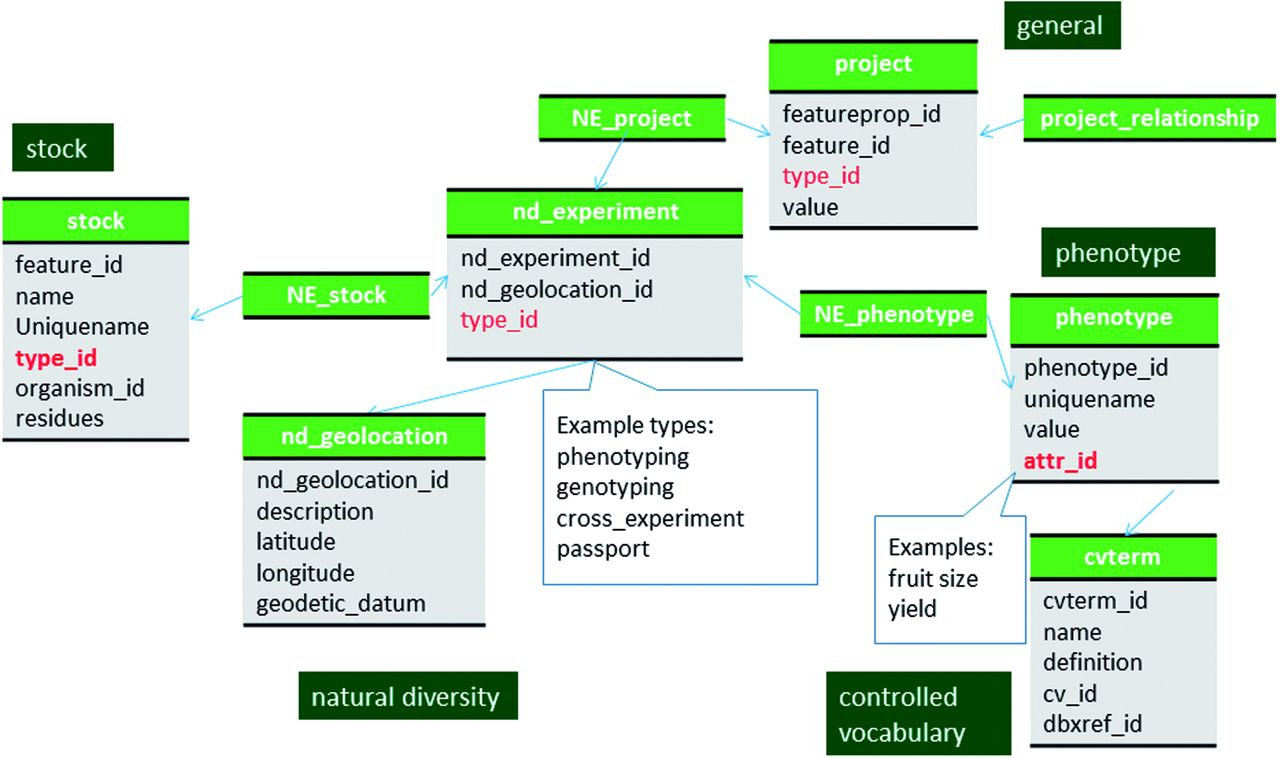 general
project
featureprop_id
feature_id
type_id
value
NE_project
project_relationship
stock
stock
feature_id
name
Uniquename
type_id
organism_id
residues
NE_stock
nd_experiment
nd_experiment_id
nd_geolocation_id
type_id
NE_phenotype
phenotype
phenotype
phenotype_id
uniquename
value
attr_id
nd_geolocation
nd_geolocation_id
description
latitude
longitude
geodetic_datum
Example types:
phenotyping
genotyping
cross_experiment
passport
Examples:
fruit size
yield
cvterm
cvterm_id
name
definition
cv_id
dbxref_id
natural diversity
controlled
vocabulary